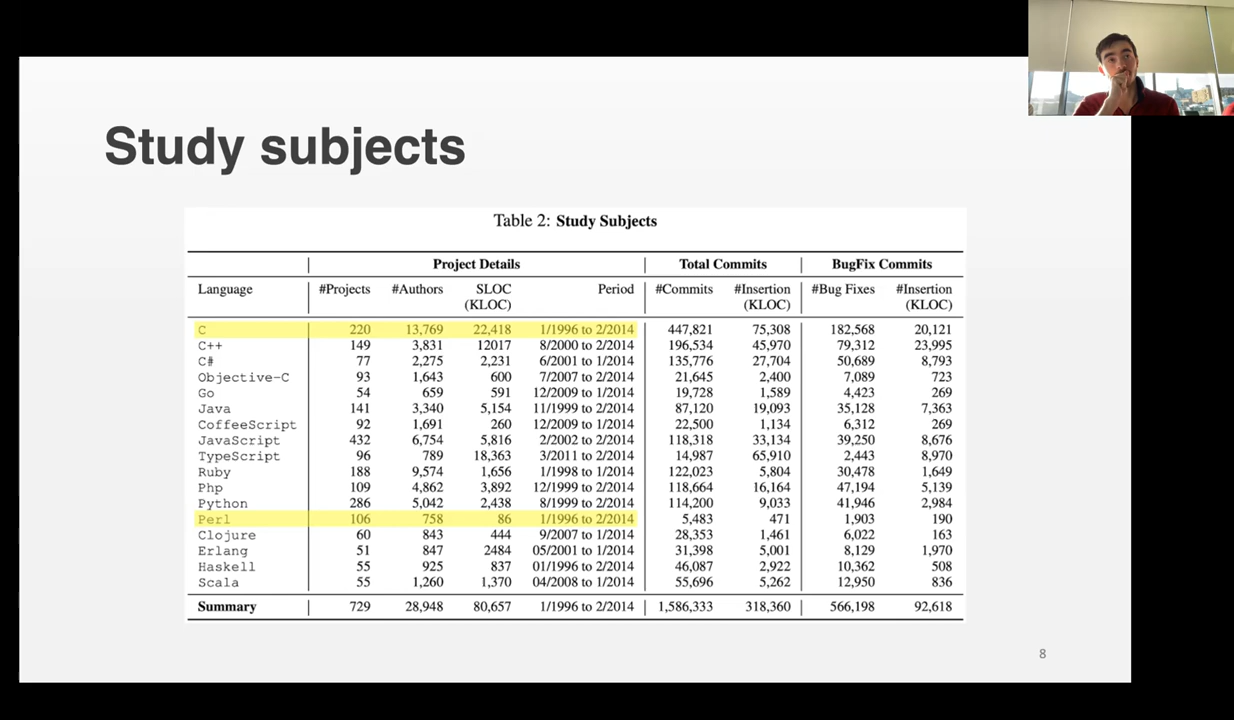 Study subjects
Table 2: Study Subjects
Project Details Total Commits BugFix Commits
Language #Projects #Authors SLOC Period #Commits #Insertion #Bug Fixes #Insertion
(KLOC) (KLOC) (KLOC)
C 220 13,769 22,418 1/1996 to 2/2014 447,821 75,308 182,568 20,121
C++ 149 3,831 12017 8/2000 to 2/2014 196,534 45,970 79,312 23,995
C# 77 2,275 2,231 6/2001 to 1/2014 135,776 27,704 50,689 8,793
Objective-C 93 1,643 600 7/2007 to 2/2014 21,645 2,400 7,089 723
Go 54 659 591 12/2009 to 1/2014 19,728 1,589 4,423 269
Java 141 3,340 5,154 11/1999 to 2/2014 87,120 19,093 35,128 7,363
CoffeeScript 92 1,691 260 12/2009 to 1/2014 22,500 1,134 6,312 269
JavaScript 432 6,754 5,816 2/2002 to 2/2014 118,318 33,134 39,250 8,676
TypeScript 96 789 18,363 3/2011 to 2/2014 14,987 65,910 2,443 8,970
Ruby 188 9,574 1,656 1/1998 to 1/2014 122,023 5,804 30,478 1,649
Php 109 4,862 3,892 12/1999 to 2/2014 118,664 16,164 47,194 5,139
Python 286 5,042 2,438 8/1999 to 2/2014 114,200 9,033 41,946 2,984
Perl 106 758 86 1/1996 to 2/2014 5,483 471 1,903 190
Clojure 60 843 444 9/2007 to 1/2014 28,353 1,461 6,022 163
Erlang 51 847 2484 05/2001 to 1/2014 31,398 5,001 8,129 1,970
Haskell 55 925 837 01/1996 to 2/2014 46,087 2,922 10,362 508
Scala 55 1,260 1,370 04/2008 to 1/2014 55,696 5,262 12,950 836
Summary 729 28,948 80,657 1/1996 to 2/2014 1,586,333 318,360 566,198 92,618
8